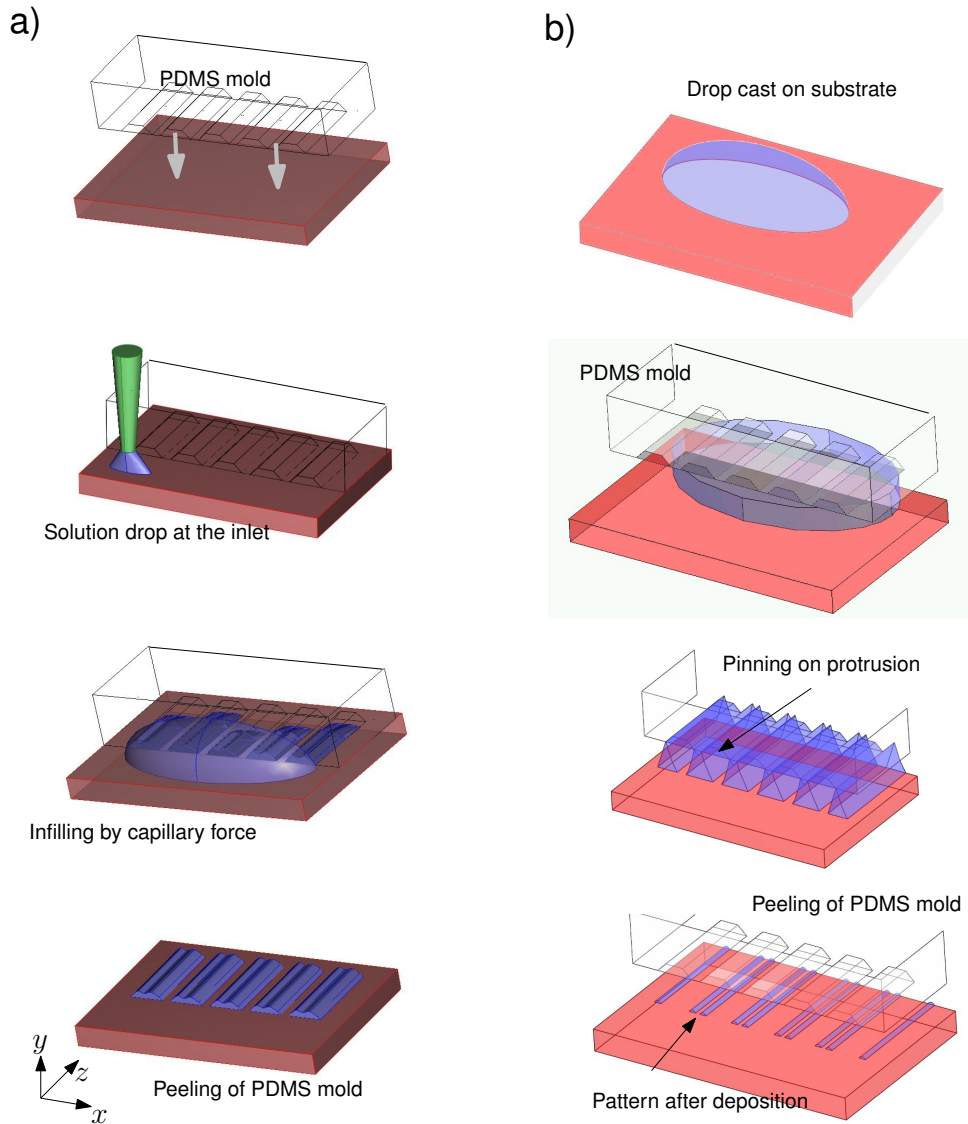 a)
PDMS mold
Solution drop at the inlet
Infilling by capillary force
Peeling of PDMS mold
y
z
x
b)
Drop cast on substrate
PDMS mold
Pinning on protrusion
Peeling of PDMS mold
Pattern after deposition